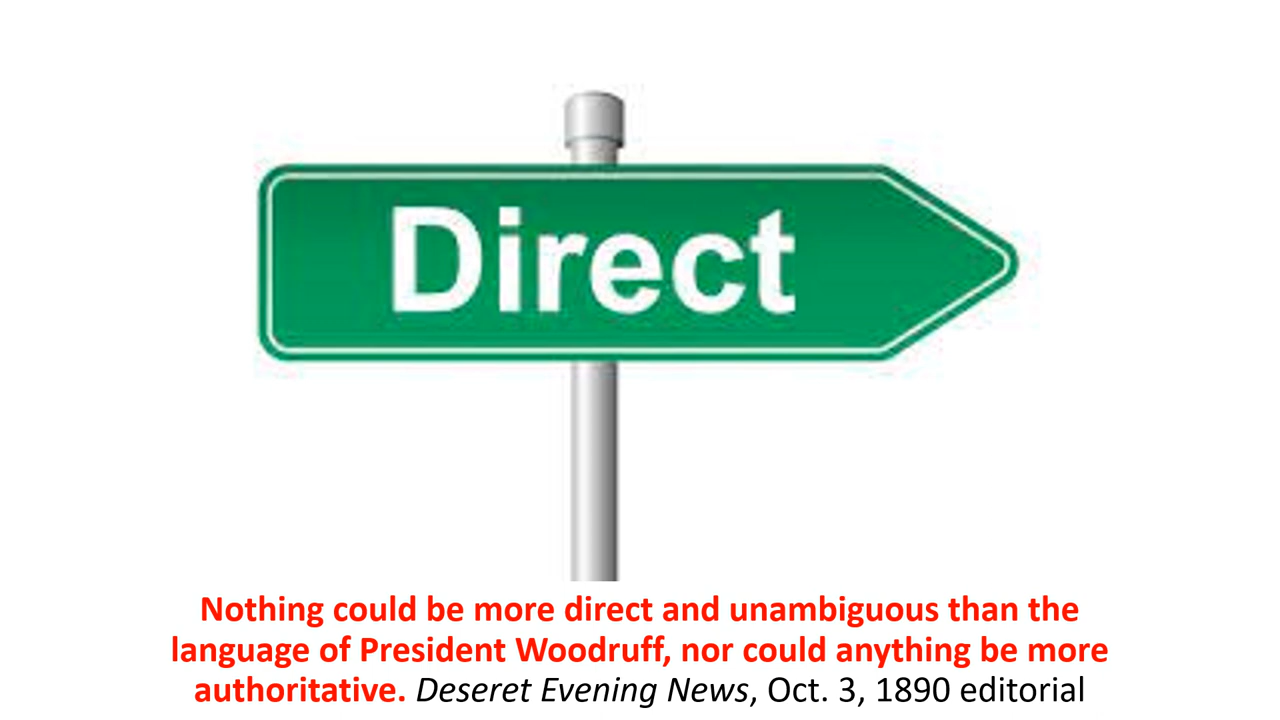 Direct
Nothing could be more direct and unambiguous than the
language of President Woodruff, nor could anything be more
authoritative. Deseret Evening News, Oct. 3, 1890 editorial